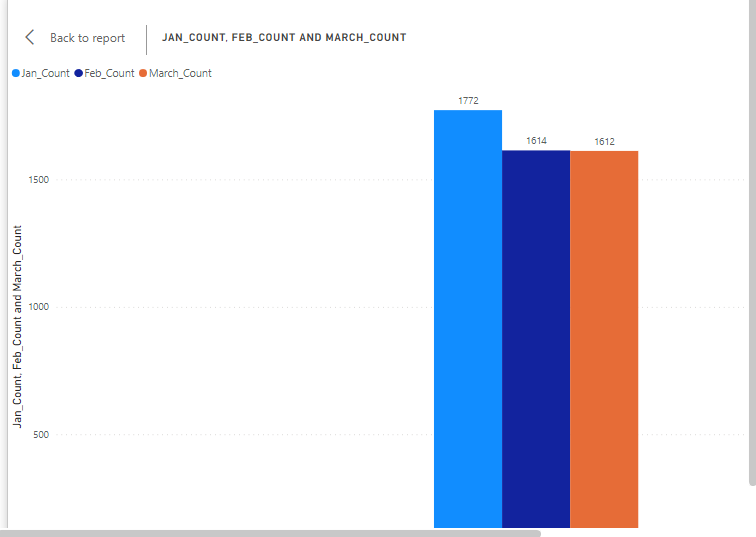 Back to report
JAN_COUNT, FEB_COUNT AND MARCH_COUNT
Jan_Count Feb_Count March_Count
1772
1614
1612
1500
1000
500
Jan_Count, Feb_Count and March_Count